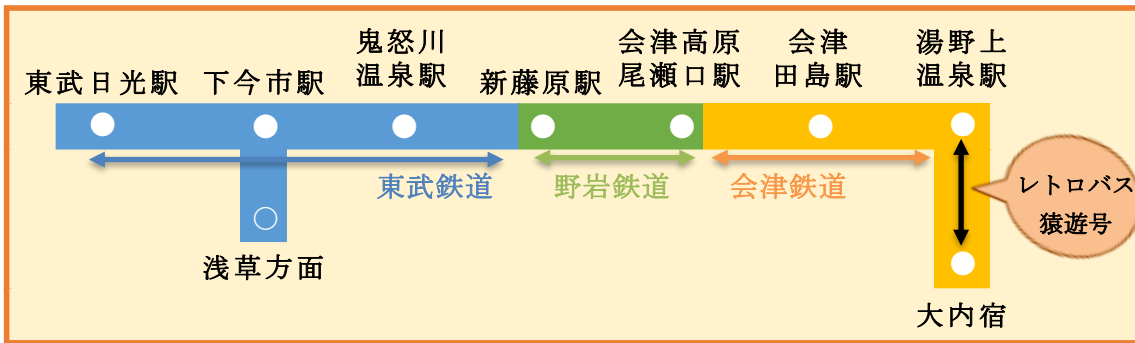 東武日光駅
下今市駅
鬼怒川
温泉駅
新藤原駅
会津高原
尾瀬口駅
会津
田島駅
湯野上
温泉駅
東武鉄道
野岩鉄道
会津鉄道
レトロバス
猿遊号
浅草方面
大内宿